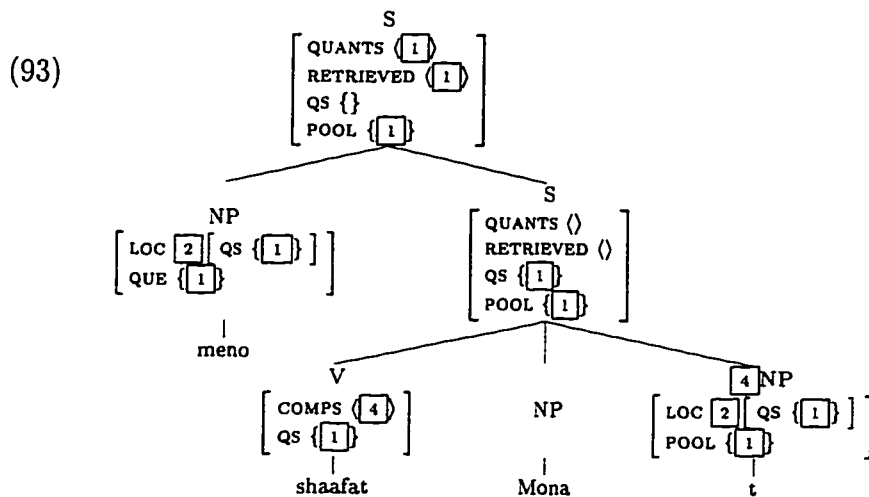 (93)
S
QUANTS ⟨[1]⟩
RETRIEVED ⟨[1]⟩
QS {}
POOL {[1]}
NP
LOC [2] [QS {[1]}]
QUE {[1]}
meno
S
QUANTS ⟨⟩
RETRIEVED ⟨⟩
QS {[1]}
POOL {[1]}
V
COMPS ⟨[4]⟩
QS {[1]}
shaafat
NP
Mona
[4] NP
LOC [2] [QS {[1]}]
POOL {[1]}
t